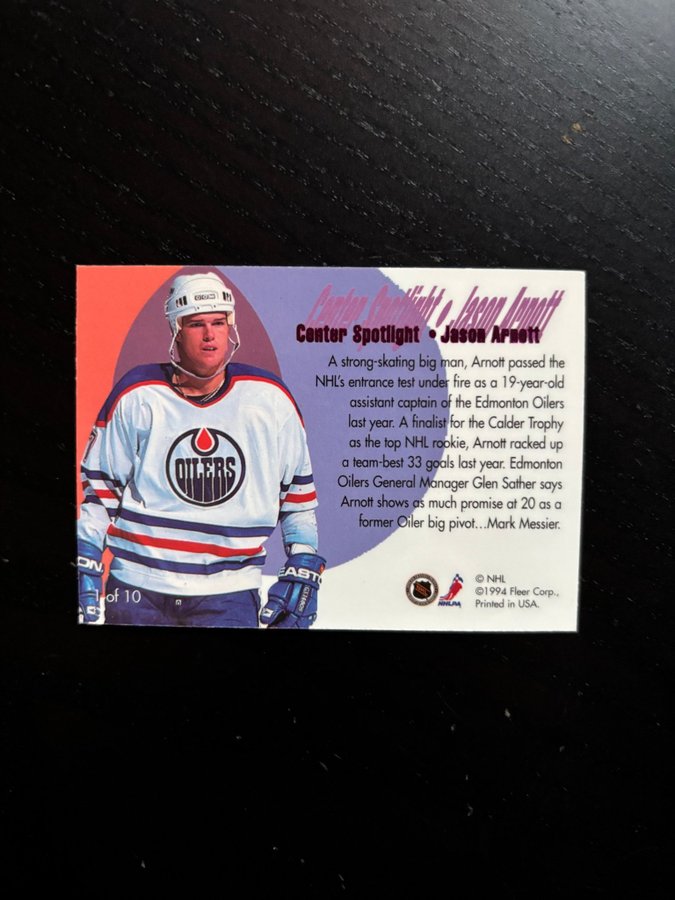 Center Spotlight • Jason Arnott
Center Spotlight • Jason Arnott
A strong-skating big man, Arnott passed the
NHL's entrance test under fire as a 19-year-old
assistant captain of the Edmonton Oilers
last year. A finalist for the Calder Trophy
as the top NHL rookie, Arnott racked up
a team-best 33 goals last year. Edmonton
Oilers General Manager Glen Sather says
Arnott shows as much promise at 20 as a
former Oiler big pivot...Mark Messier.
CCM
OILERS
EAST
1 of 10
NHLPA
© NHL
©1994 Fleer Corp.,
Printed in USA.